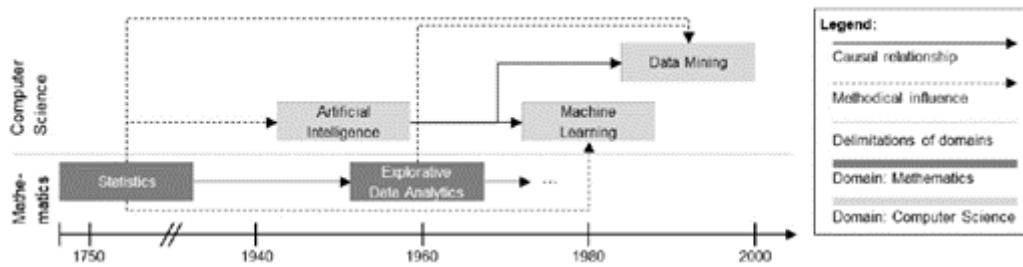 Computer
Science
Mathe-
matics
Data Mining
Artificial
Intelligence
Machine
Learning
Statistics
Explorative
Data Analytics
...
1750
1940
1960
1980
2000
Legend:
Causal relationship
Methodical influence
Delimitations of domains
Domain: Mathematics
Domain: Computer Science